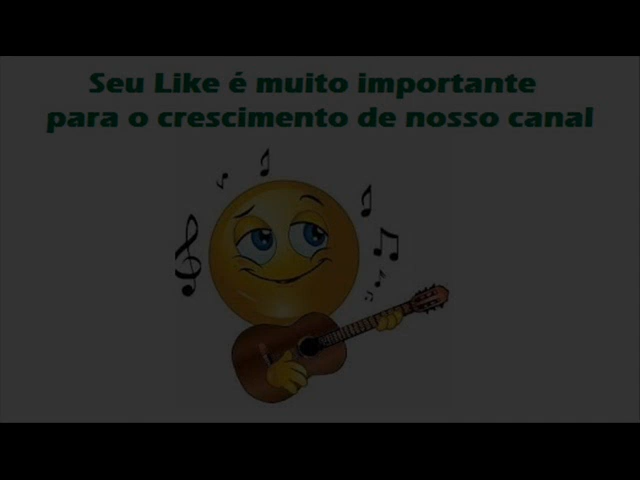 Seu Like é muito importante
para o crescimento de nosso canal